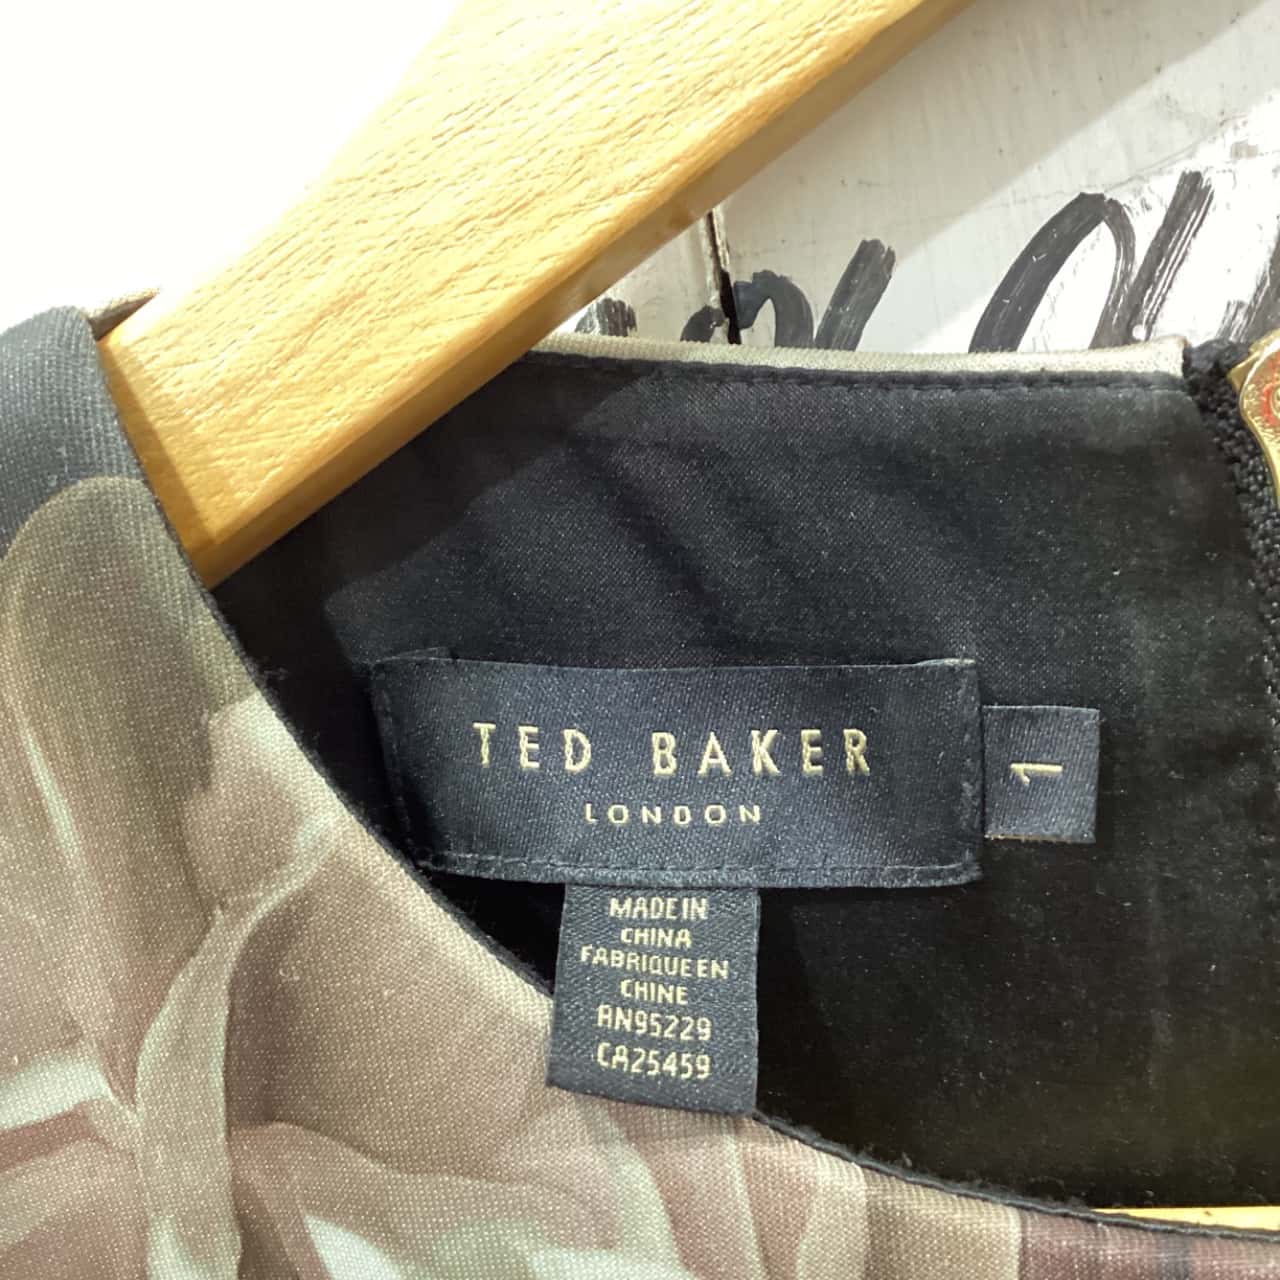 TED BAKER
LONDON
1
MADE IN
CHINA
FABRIQUE EN
CHINE
RN95229
CA25459